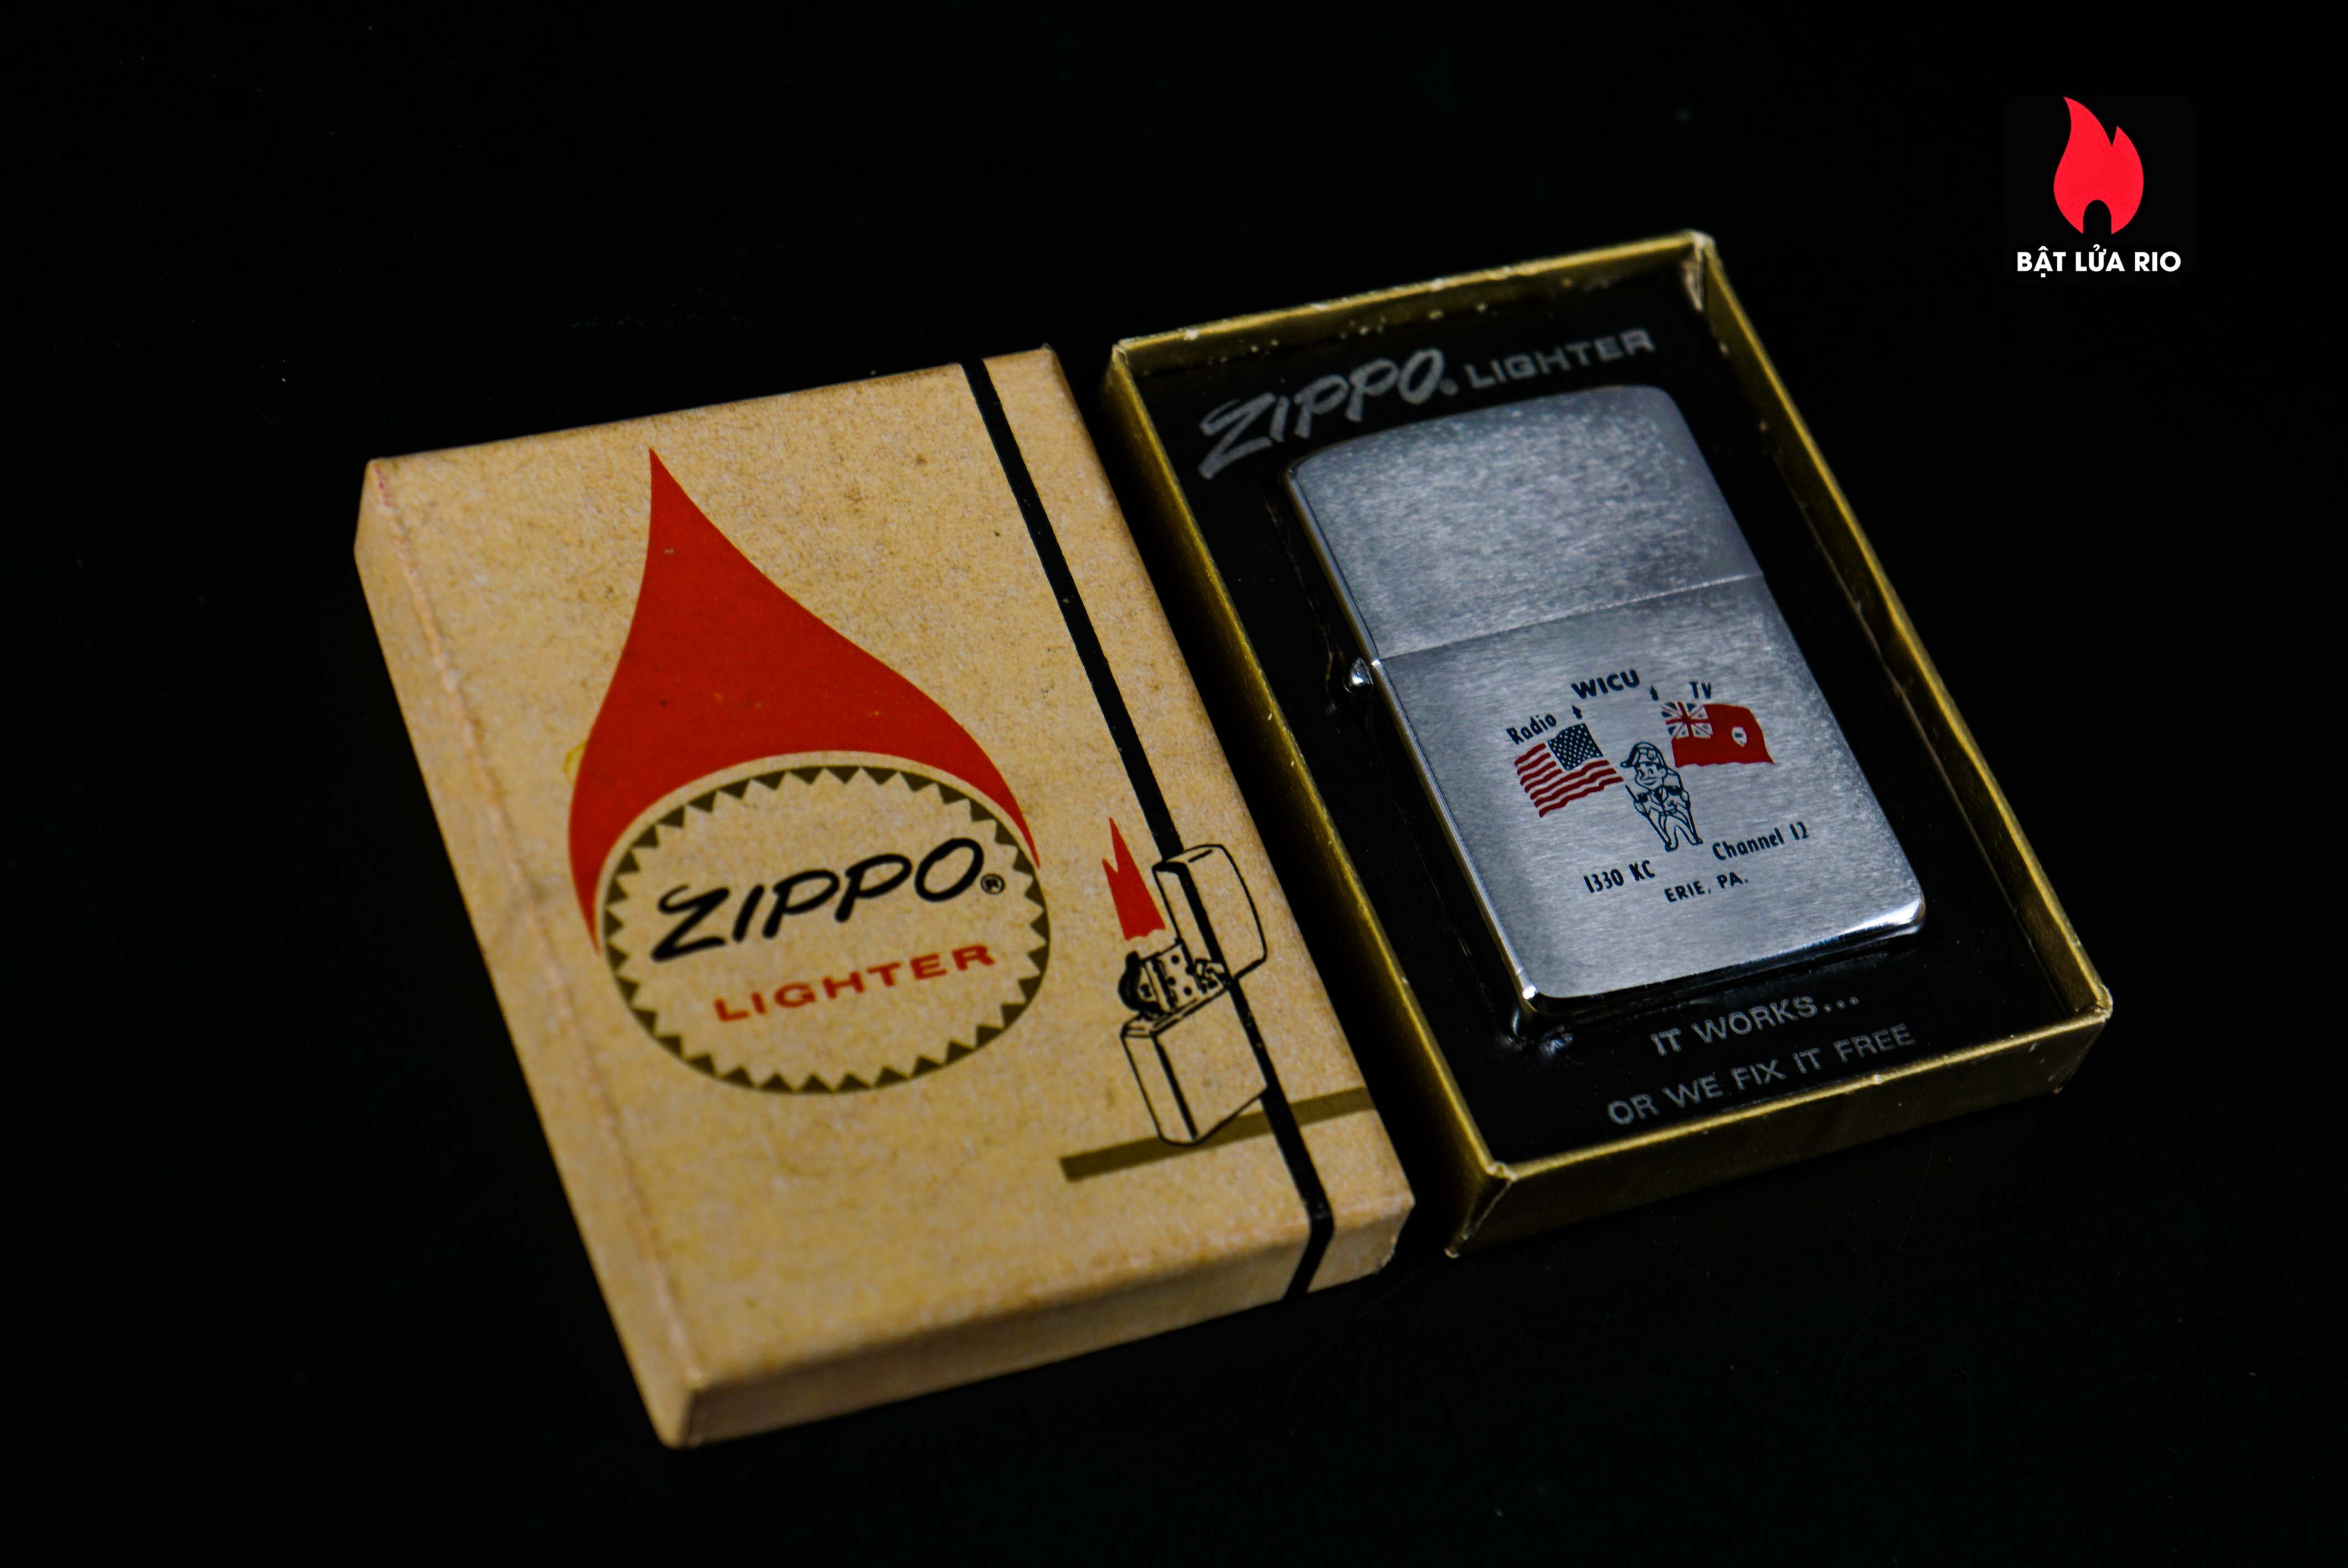 BẬT LỬA RIO
ZIPPO®
LIGHTER
ZIPPO® LIGHTER
WICU
Radio
TV
1330 KC
Channel 12
ERIE, PA.
IT WORKS...
OR WE FIX IT FREE